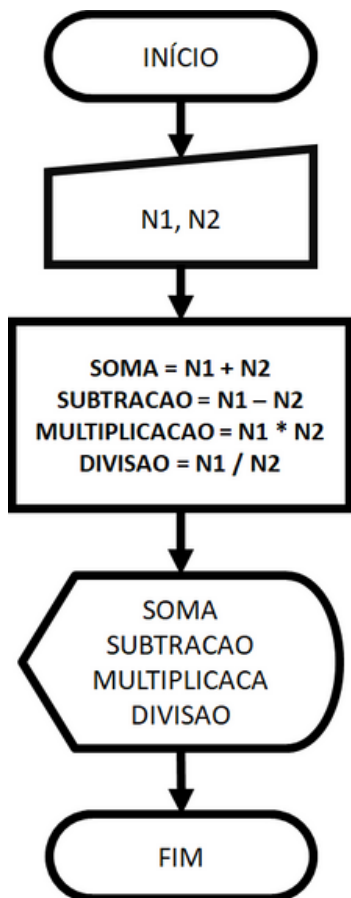 INÍCIO
N1, N2
SOMA = N1 + N2
SUBTRACAO = N1 – N2
MULTIPLICACAO = N1 * N2
DIVISAO = N1 / N2
SOMA
SUBTRACAO
MULTIPLICACA
DIVISAO
FIM